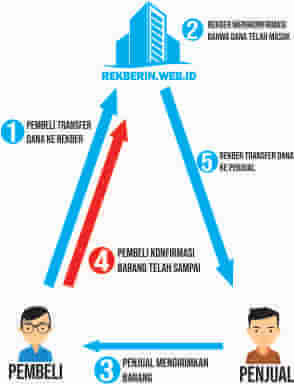 2 REKBER MENGKONFIRMASI
BAHWA DANA TELAH MASUK
REKBERIN.WEB.ID
1 PEMBELI TRANSFER
DANA KE REKBER
5 REKBER TRANSFER DANA
KE PENJUAL
4 PEMBELI KONFIRMASI
BARANG TELAH SAMPAI
PEMBELI
PENJUAL
3 PENJUAL MENGIRIMKAN
BARANG